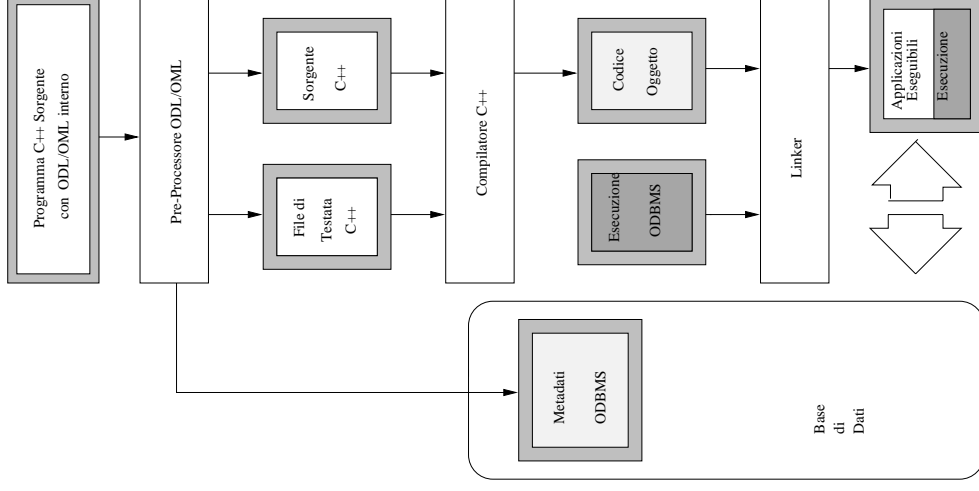 Programma C++ Sorgente
con ODL/OML interno
Pre-Processore ODL/OML
File di
Testata
C++
Sorgente
C++
Compilatore C++
Metadati
ODBMS
Esecuzione
ODBMS
Codice
Oggetto
Linker
Base
di
Dati
Applicazioni
Eseguibili
Esecuzione